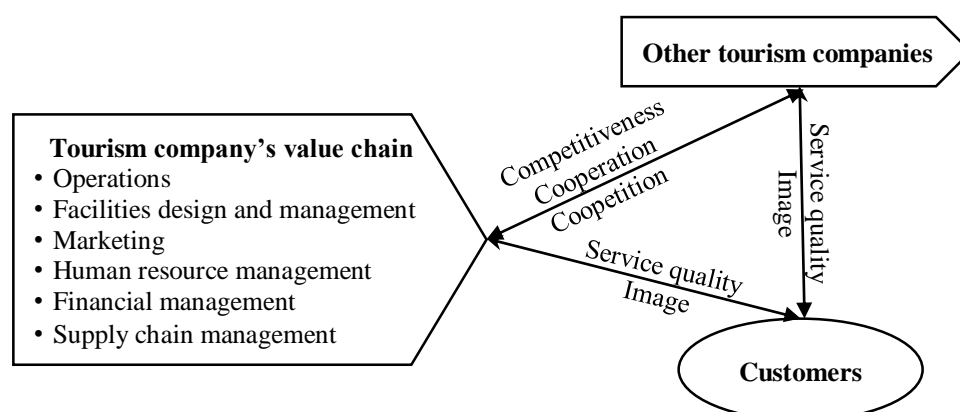 Other tourism companies
Tourism company's value chain
• Operations
• Facilities design and management
• Marketing
• Human resource management
• Financial management
• Supply chain management
Competitiveness
Cooperation
Coopetition
Service quality
Image
Service quality
Image
Customers